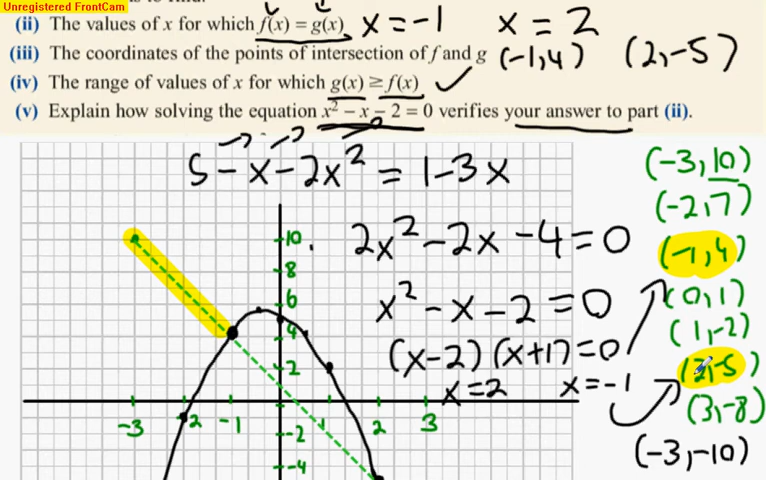 Unregistered FrontCam
(ii) The values of x for which f(x) = g(x) x = -1 x = 2
(iii) The coordinates of the points of intersection of f and g (-1,4) (2,-5)
(iv) The range of values of x for which g(x) ≥ f(x) ✓
(v) Explain how solving the equation x² − x − 2 = 0 verifies your answer to part (ii).
5 - x - 2x² = 1 - 3x
2x² - 2x - 4 = 0
x² - x - 2 = 0
(x-2) (x+1) = 0
x = 2 x = -1
(-3, 10)
(-2, 7)
(-1, 4)
(0, 1)
(1, -2)
(2, -5)
(3, -8)
(-3, -10)
10
8
6
4
2
-3 -2 -1 1 2 3
-2
-4